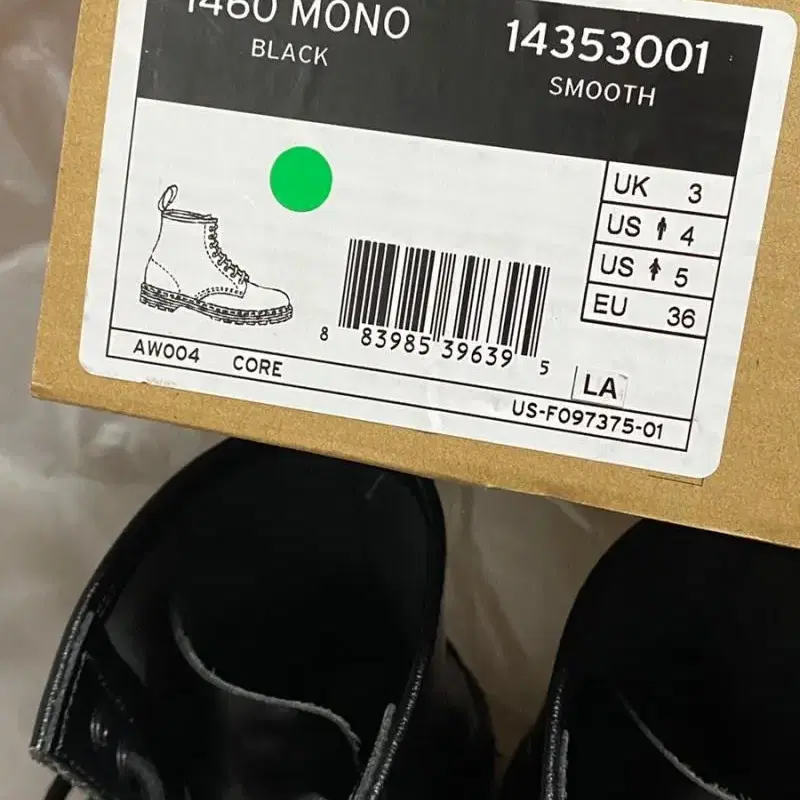 1460 MONO
BLACK
14353001
SMOOTH
UK 3
US 4
US 5
EU 36
8 83985 39639 5
AW004 CORE
LA
US-F097375-01